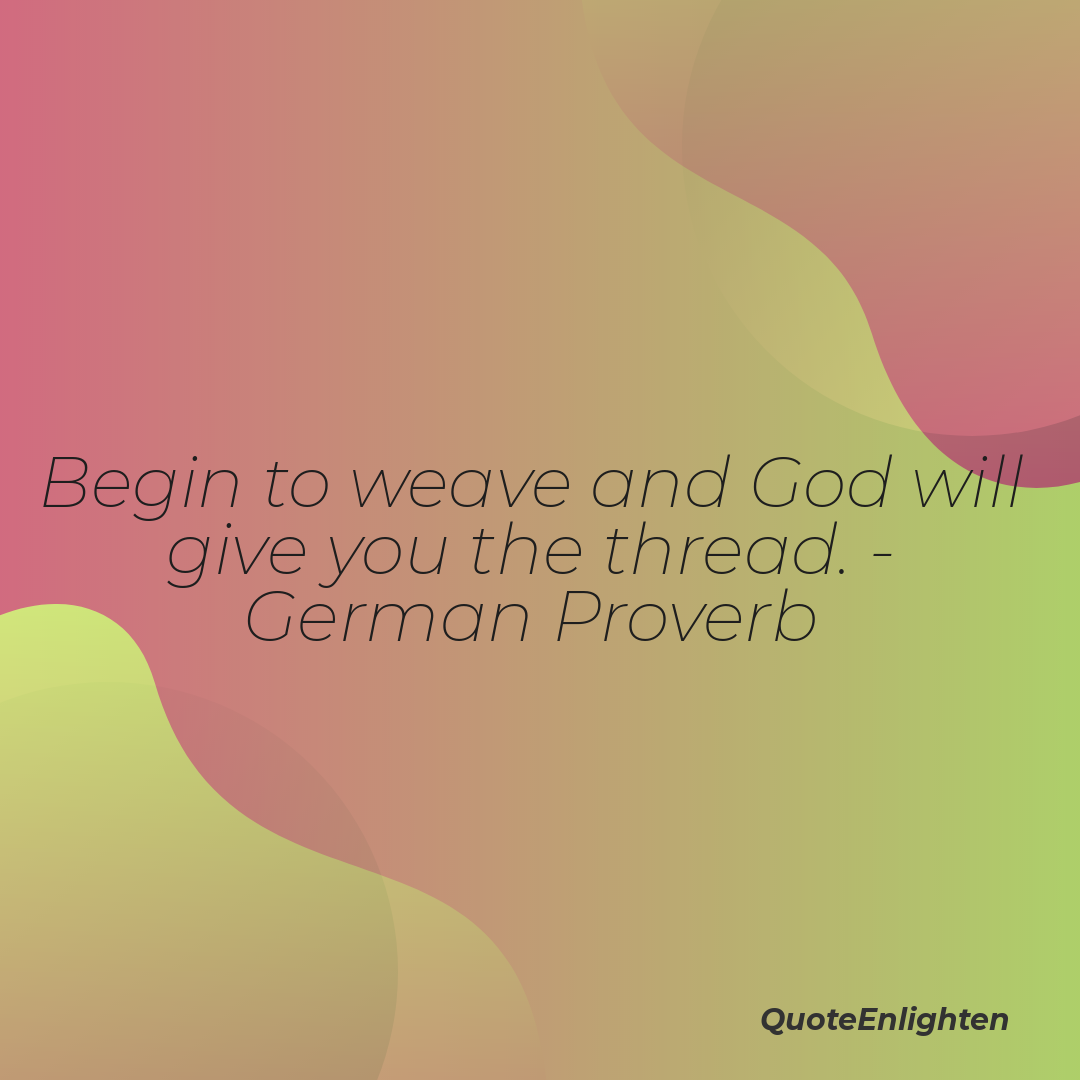 Begin to weave and God will
give you the thread. -
German Proverb
QuoteEnlighten